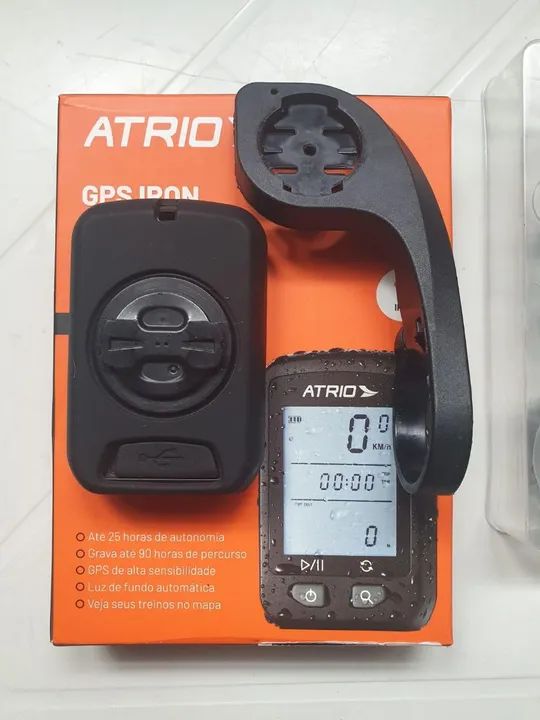 ATRIO
GPS IRON
ATRIO
0 0
KM/h
00:00
0
▷/||
Até 25 horas de autonomia
Grava até 90 horas de percurso
GPS de alta sensibilidade
Luz de fundo automática
Veja seus treinos no mapa